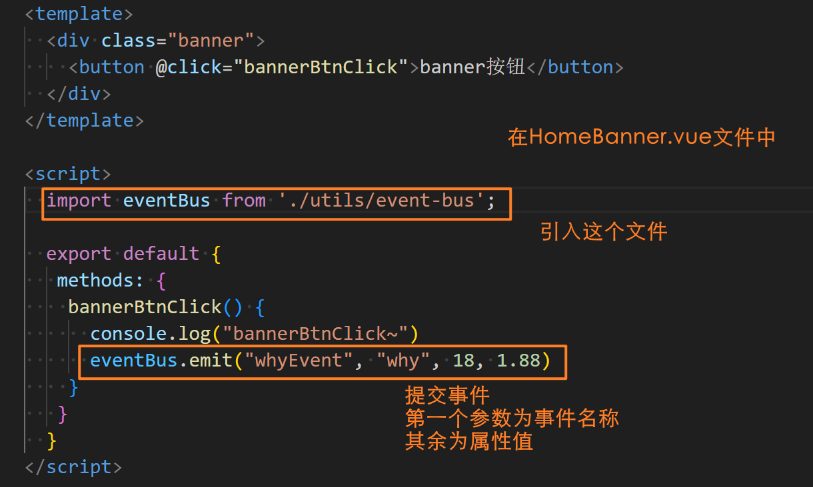 <template>
<div class="banner">
<button @click="bannerBtnClick">banner按钮</button>
</div>
</template>
在HomeBanner.vue文件中
<script>
import eventBus from './utils/event-bus';
引入这个文件
export default {
methods: {
bannerBtnClick() {
console.log("bannerBtnClick~")
eventBus.emit("whyEvent", "why", 18, 1.88)
}
提交事件
第一个参数为事件名称
}
其余为属性值
}
</script>